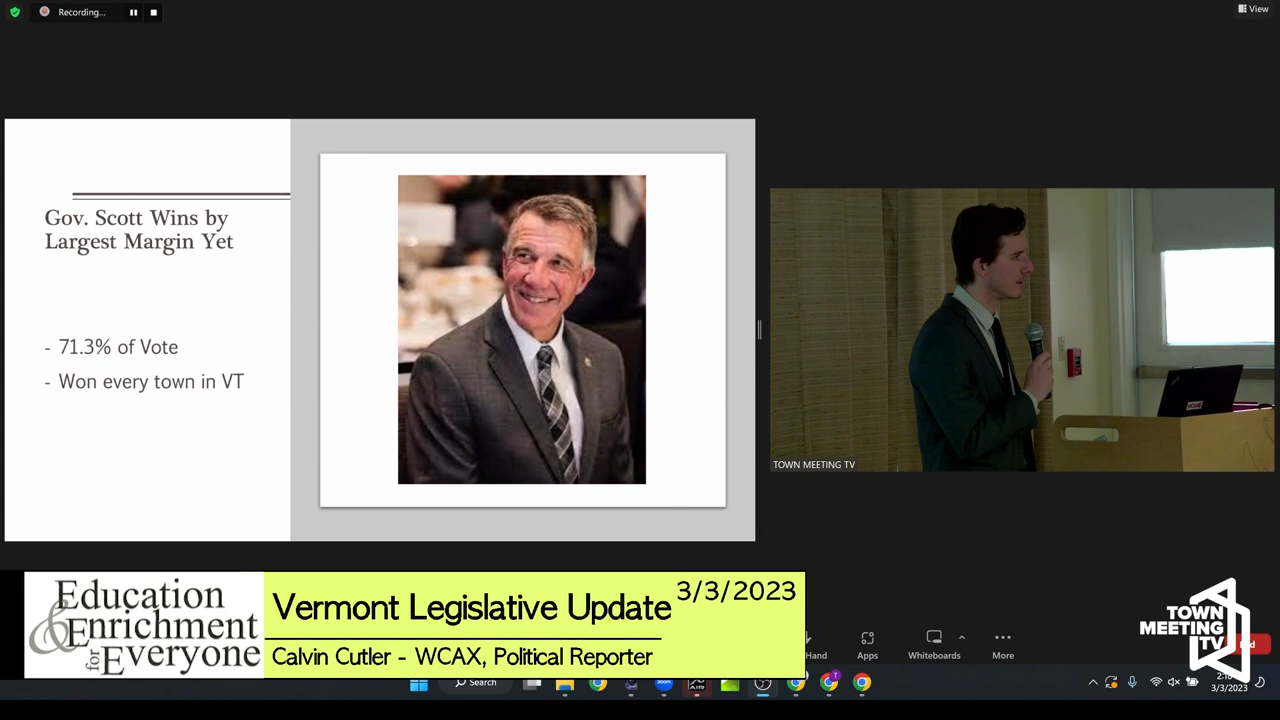 Recording...
View
Gov. Scott Wins by
Largest Margin Yet
- 71.3% of Vote
- Won every town in VT
TOWN MEETING TV
Education
& Enrichment
for Everyone
Vermont Legislative Update
3/3/2023
Calvin Cutler - WCAX, Political Reporter
Hand
Apps
Whiteboards
More
TOWN
MEETING
TV
Search
zoom
T
3/3/2023